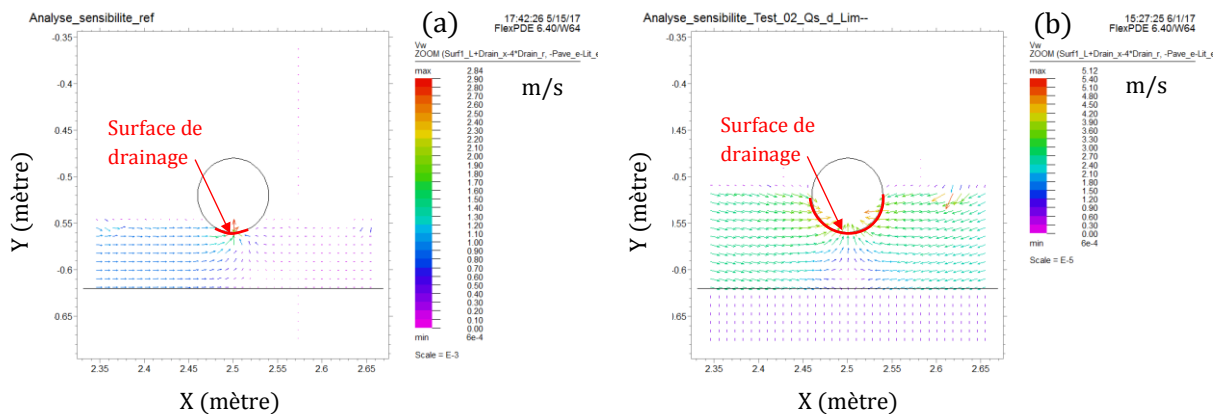 Analyse_sensibilite_ref
(a)
17:42:26 5/15/17
FlexPDE 6.40/W64
Vw
ZOOM (Surf1_L+Drain_x-4*Drain_r, -Pave_e-Lit_e
max 2.84
2.90
2.80
2.70
2.60
2.50
2.40
2.30
2.20
2.10
2.00
1.90
1.80
1.70
1.60
1.50
1.40
1.30
1.20
1.10
1.00
0.90
0.80
0.70
0.60
0.50
0.40
0.30
0.20
0.10
0.00
min 6e-4
Scale = E-3
m/s
Surface de
drainage
Y (mètre)
-0.35
-0.4
-0.45
-0.5
-0.55
-0.6
-0.65
2.35 2.4 2.45 2.5 2.55 2.6 2.65
X (mètre)
Analyse_sensibilite_Test_02_Qs_d_Lim--
(b)
15:27:25 6/1/17
FlexPDE 6.40/W64
Vw
ZOOM (Surf1_L+Drain_x-4*Drain_r, -Pave_e-Lit_e
max 5.12
5.40
5.10
4.80
4.50
4.20
3.90
3.60
3.30
3.00
2.70
2.40
2.10
1.80
1.50
1.20
0.90
0.60
0.30
0.00
min 6e-4
Scale = E-5
m/s
Surface de
drainage
Y (mètre)
-0.35
-0.4
-0.45
-0.5
-0.55
-0.6
-0.65
2.35 2.4 2.45 2.5 2.55 2.6 2.65
X (mètre)